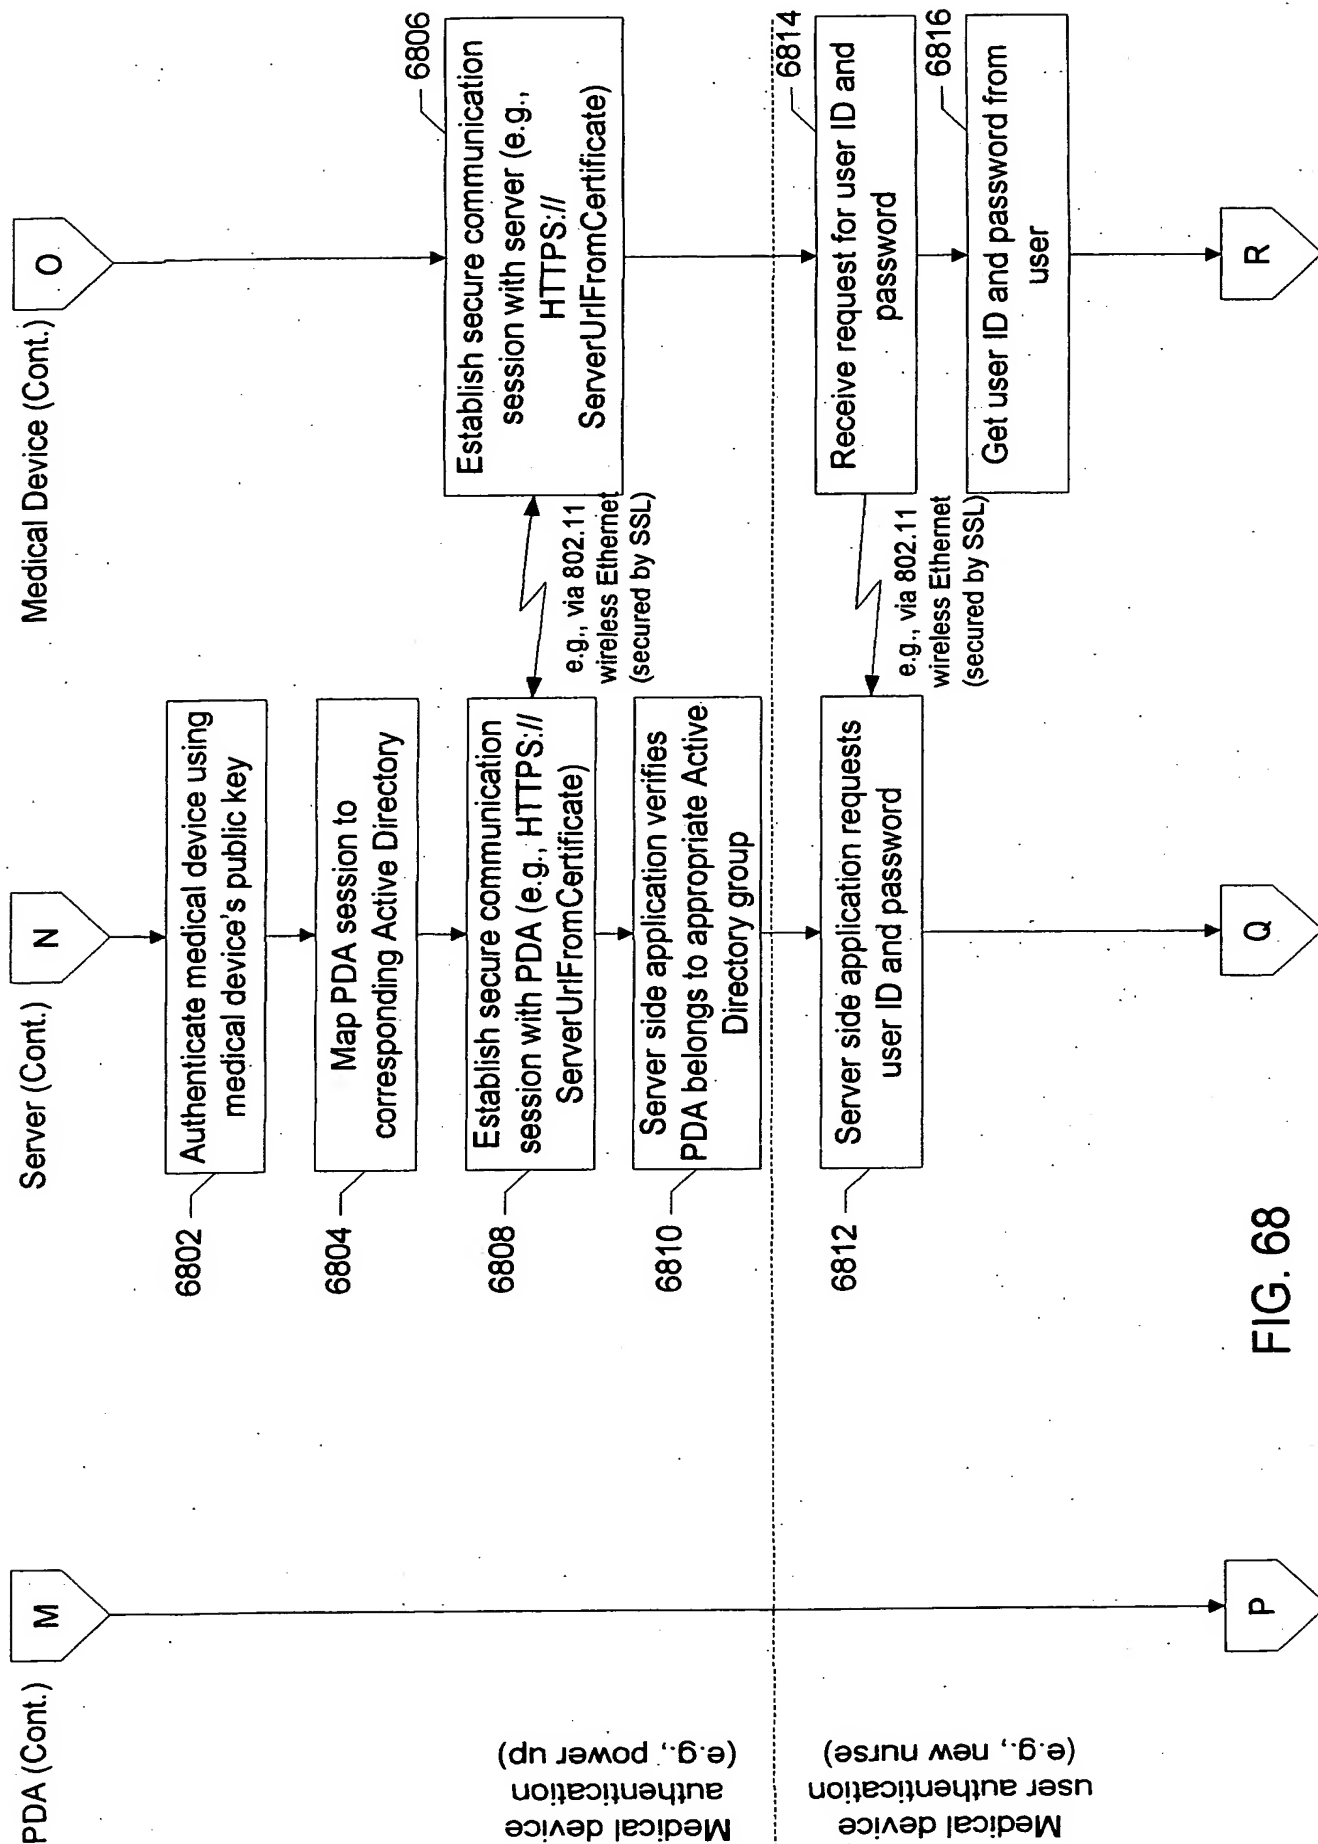 PDA (Cont.)
Server (Cont.)
Medical Device (Cont.)
M
N
O
6802
Authenticate medical device using
medical device's public key
6804
Map PDA session to
corresponding Active Directory
6806
Establish secure communication
session with server (e.g.,
HTTPS://
ServerUrlFromCertificate)
6808
Establish secure communication
session with PDA (e.g., HTTPS://
ServerUrlFromCertificate)
e.g., via 802.11
wireless Ethernet
(secured by SSL)
6810
Server side application verifies
PDA belongs to appropriate Active
Directory group
Medical device
authentication
(e.g., power up)
Medical device
user authentication
(e.g., new nurse)
6812
Server side application requests
user ID and password
e.g., via 802.11
wireless Ethernet
(secured by SSL)
6814
Receive request for user ID and
password
6816
Get user ID and password from
user
P
Q
R
FIG. 68